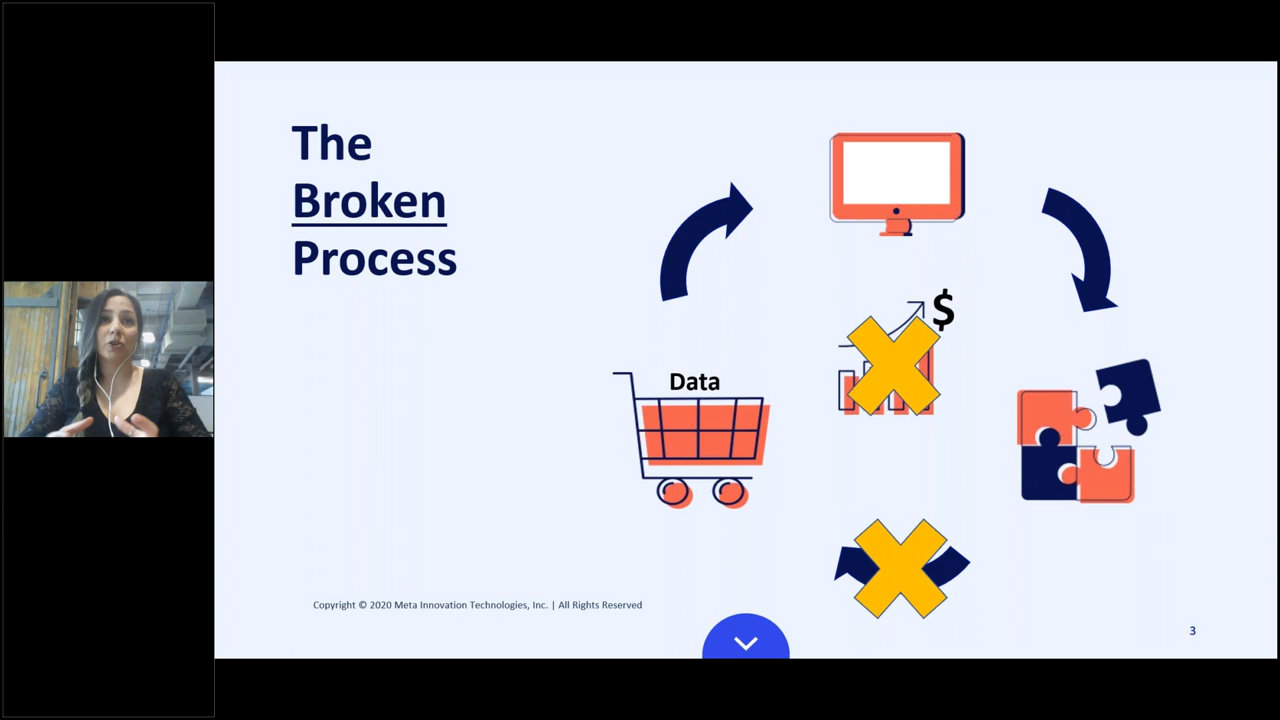 The
Broken
Process
$
Data
Copyright © 2020 Meta Innovation Technologies, Inc. | All Rights Reserved
3